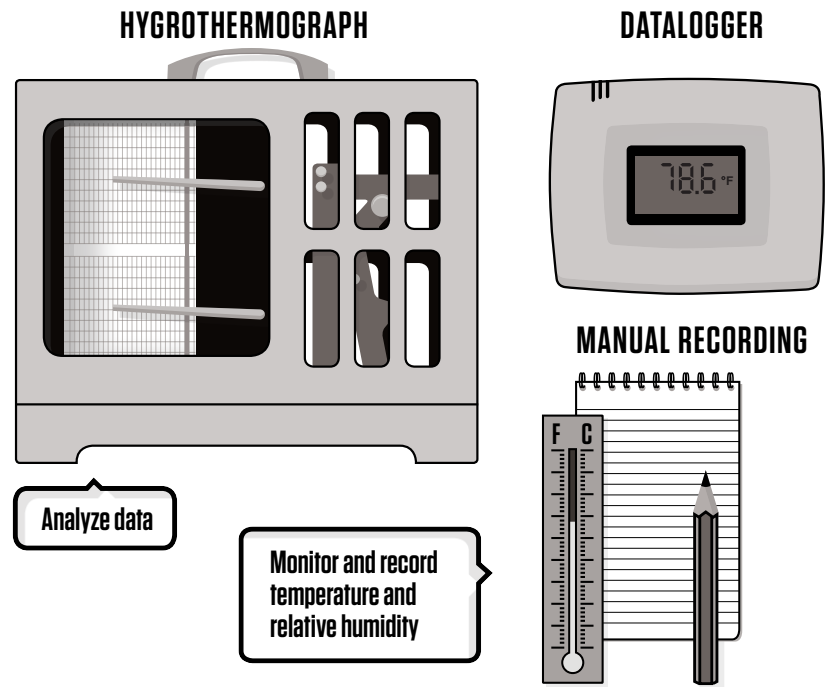 HYGROTHERMOGRAPH
DATALOGGER
78.6 °F
MANUAL RECORDING
F C
Analyze data
Monitor and record
temperature and
relative humidity